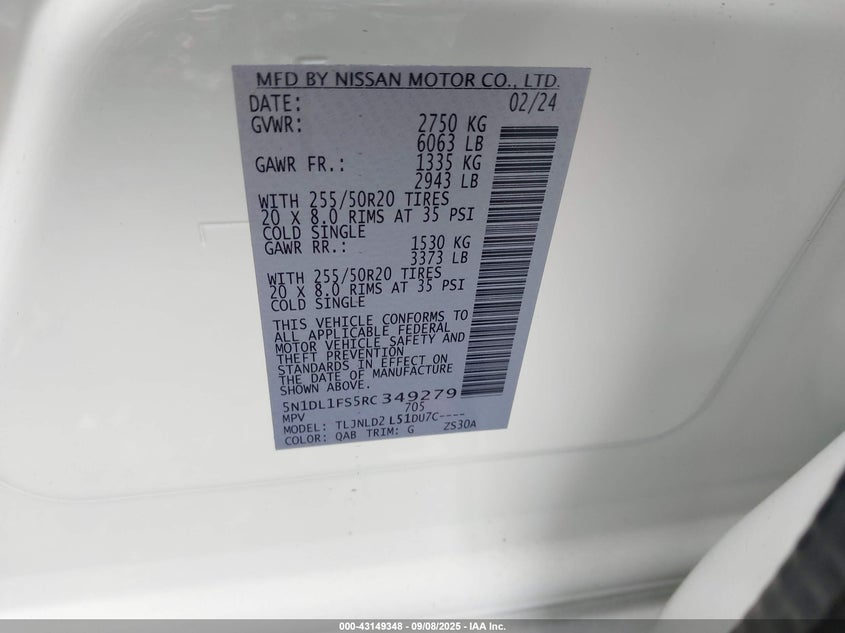 MFD BY NISSAN MOTOR CO., LTD.
DATE: 02/24
GVWR: 2750 KG
6063 LB
GAWR FR.: 1335 KG
2943 LB
WITH 255/50R20 TIRES
20 X 8.0 RIMS AT 35 PSI
COLD SINGLE
GAWR RR.: 1530 KG
3373 LB
WITH 255/50R20 TIRES
20 X 8.0 RIMS AT 35 PSI
COLD SINGLE
THIS VEHICLE CONFORMS TO
ALL APPLICABLE FEDERAL
MOTOR VEHICLE SAFETY AND
THEFT PREVENTION
STANDARDS IN EFFECT ON
THE DATE OF MANUFACTURE
SHOWN ABOVE.
5N1DL1FS5RC349279
MPV 705
MODEL: TLJNLD2 L51DU7C----
COLOR: QAB TRIM: G ZS30A
000-43149348 - 09/08/2025 - IAA Inc.